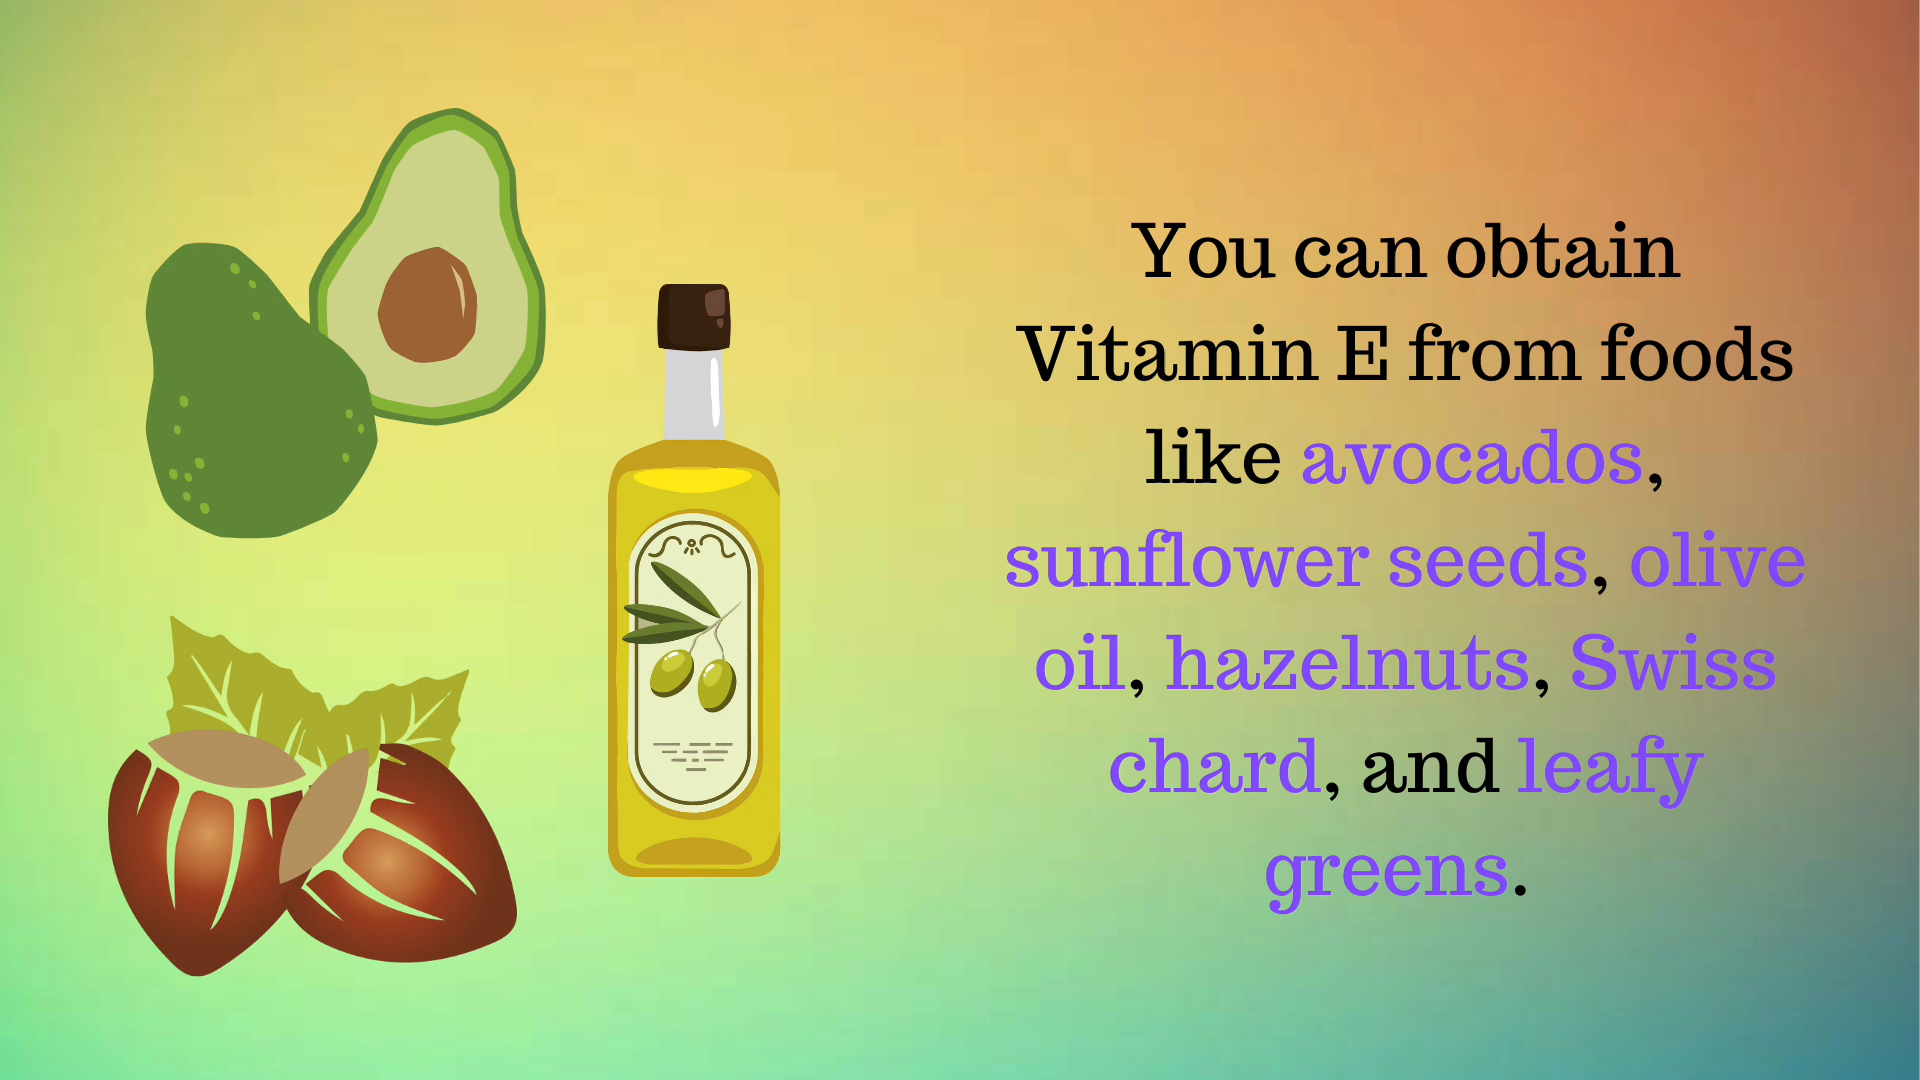 You can obtain
Vitamin E from foods
like avocados,
sunflower seeds, olive
oil, hazelnuts, Swiss
chard, and leafy
greens.